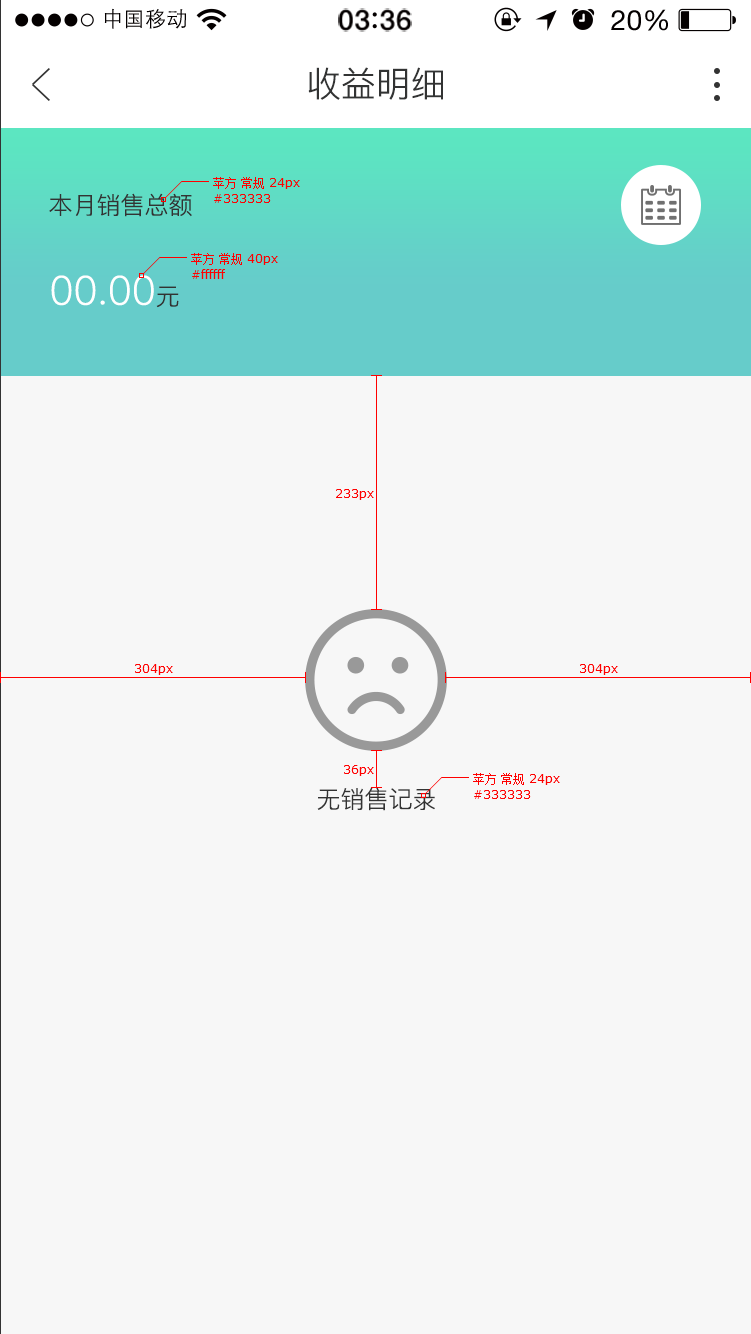 中国移动 03:36 20%
收益明细
苹方 常规 24px
#333333
本月销售总额
苹方 常规 40px
#ffffff
00.00元
233px
304px
304px
36px
苹方 常规 24px
#333333
无销售记录